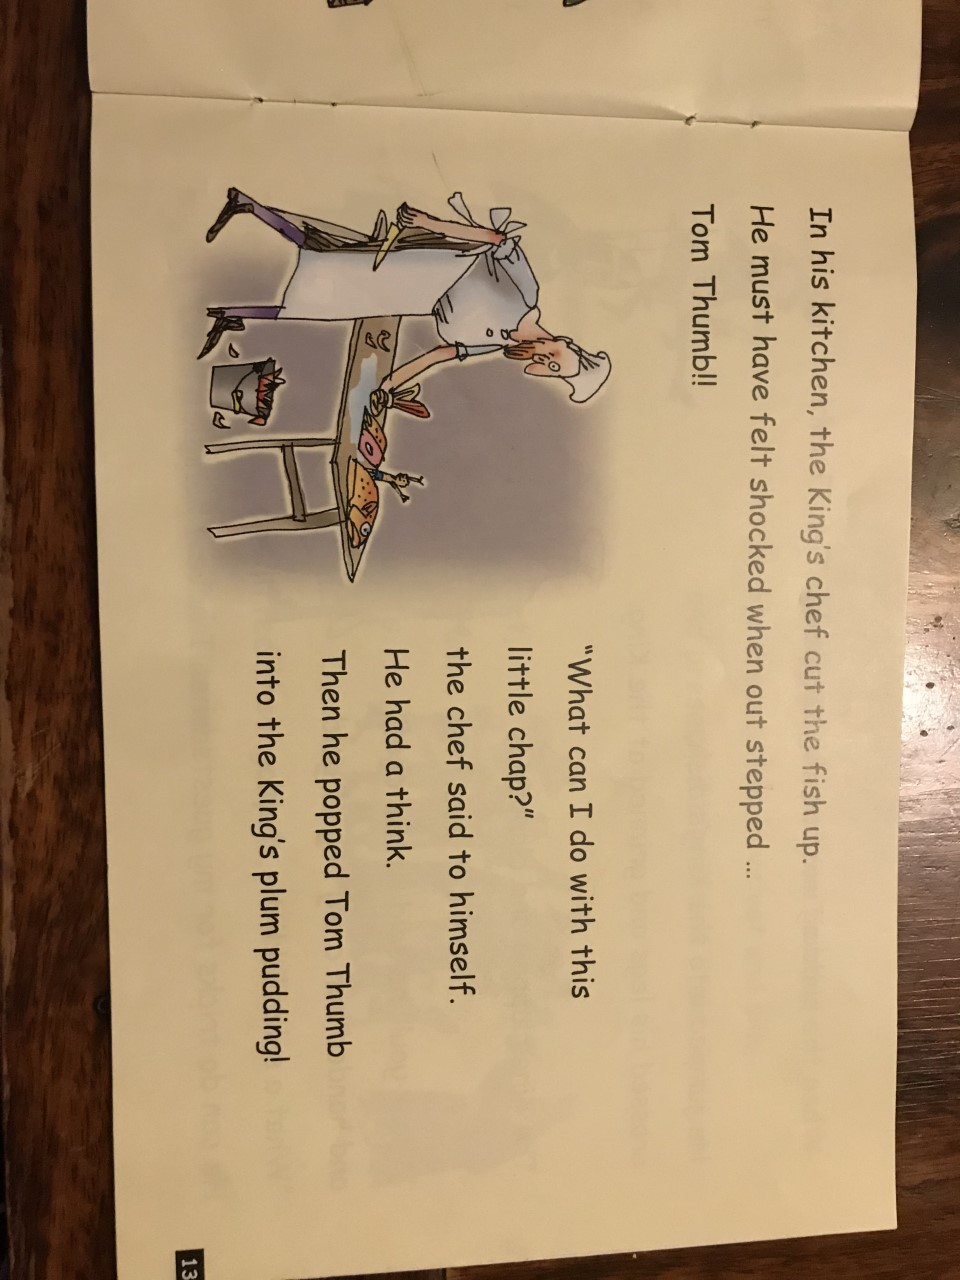 In his kitchen, the King's chef cut the fish up.
He must have felt shocked when out stepped ...
Tom Thumb!!
"What can I do with this
little chap?"
the chef said to himself.
He had a think.
Then he popped Tom Thumb
into the King's plum pudding!
13